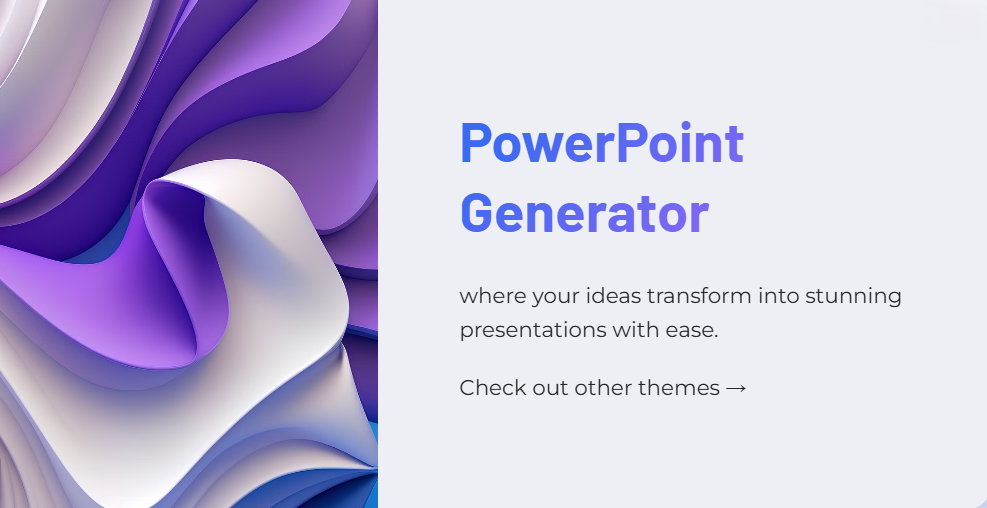 PowerPoint
Generator
where your ideas transform into stunning
presentations with ease.
Check out other themes →